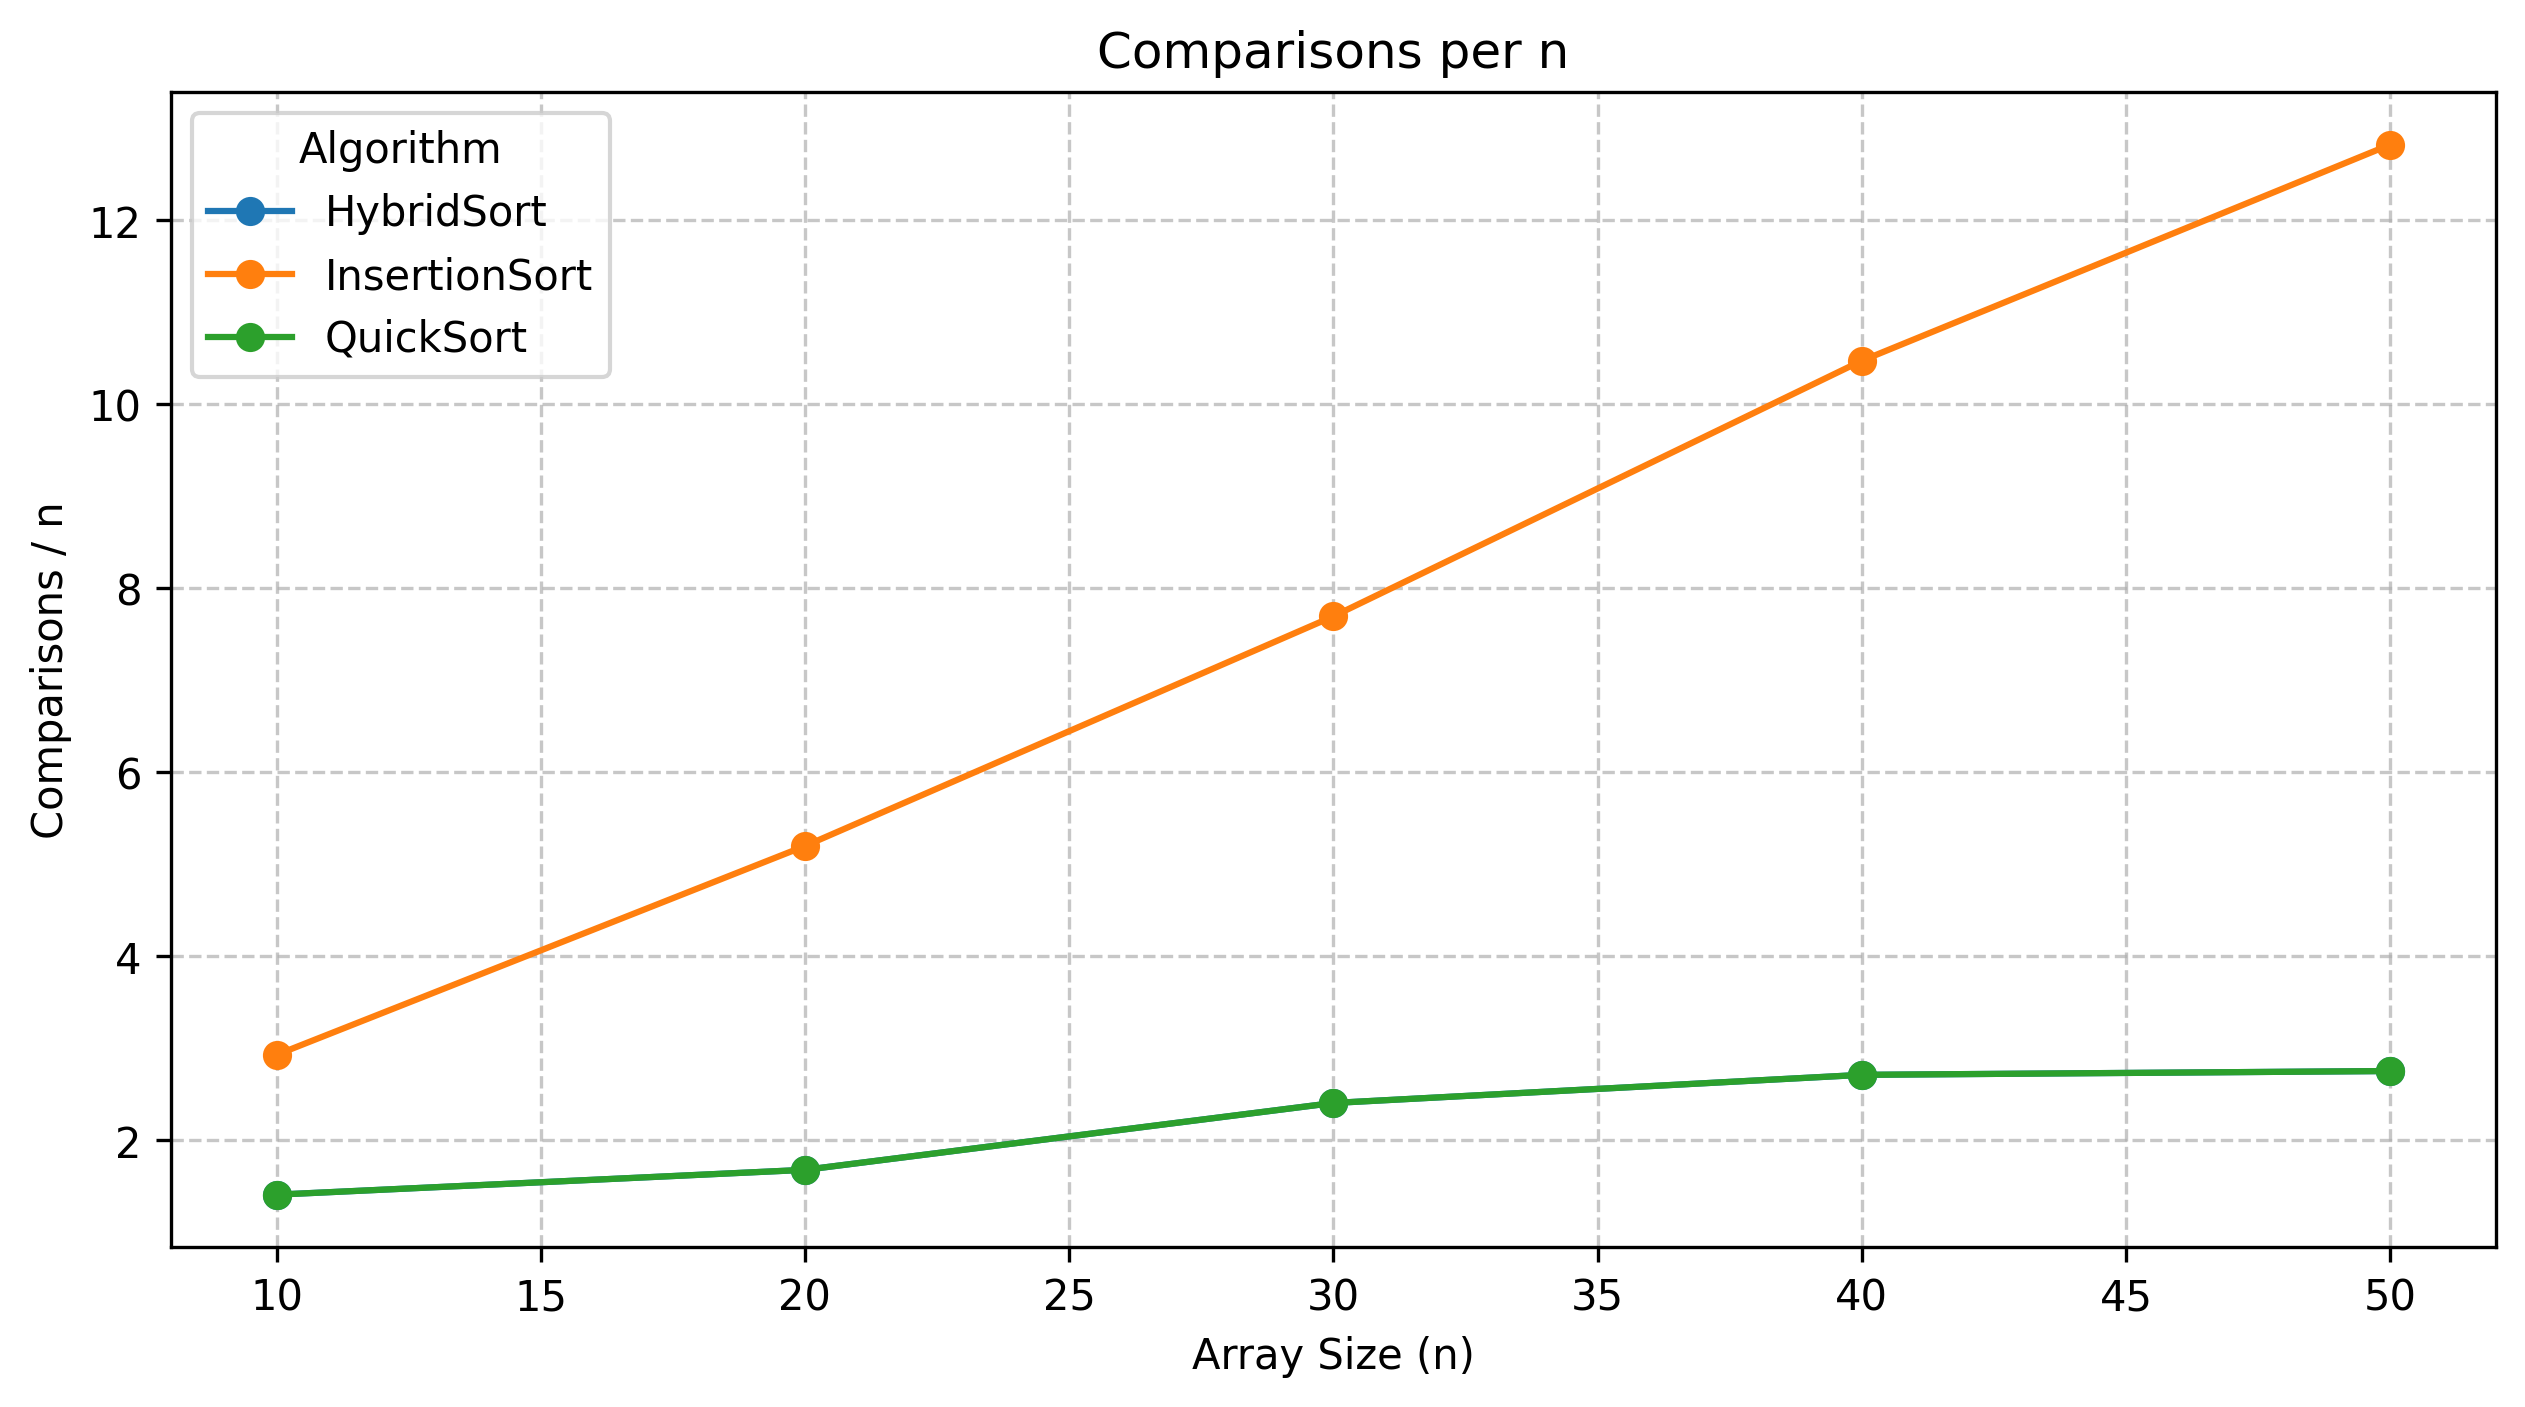 Comparisons per n
Algorithm
HybridSort
InsertionSort
QuickSort
12
10
8
6
4
2
Comparisons / n
10 15 20 25 30 35 40 45 50
Array Size (n)